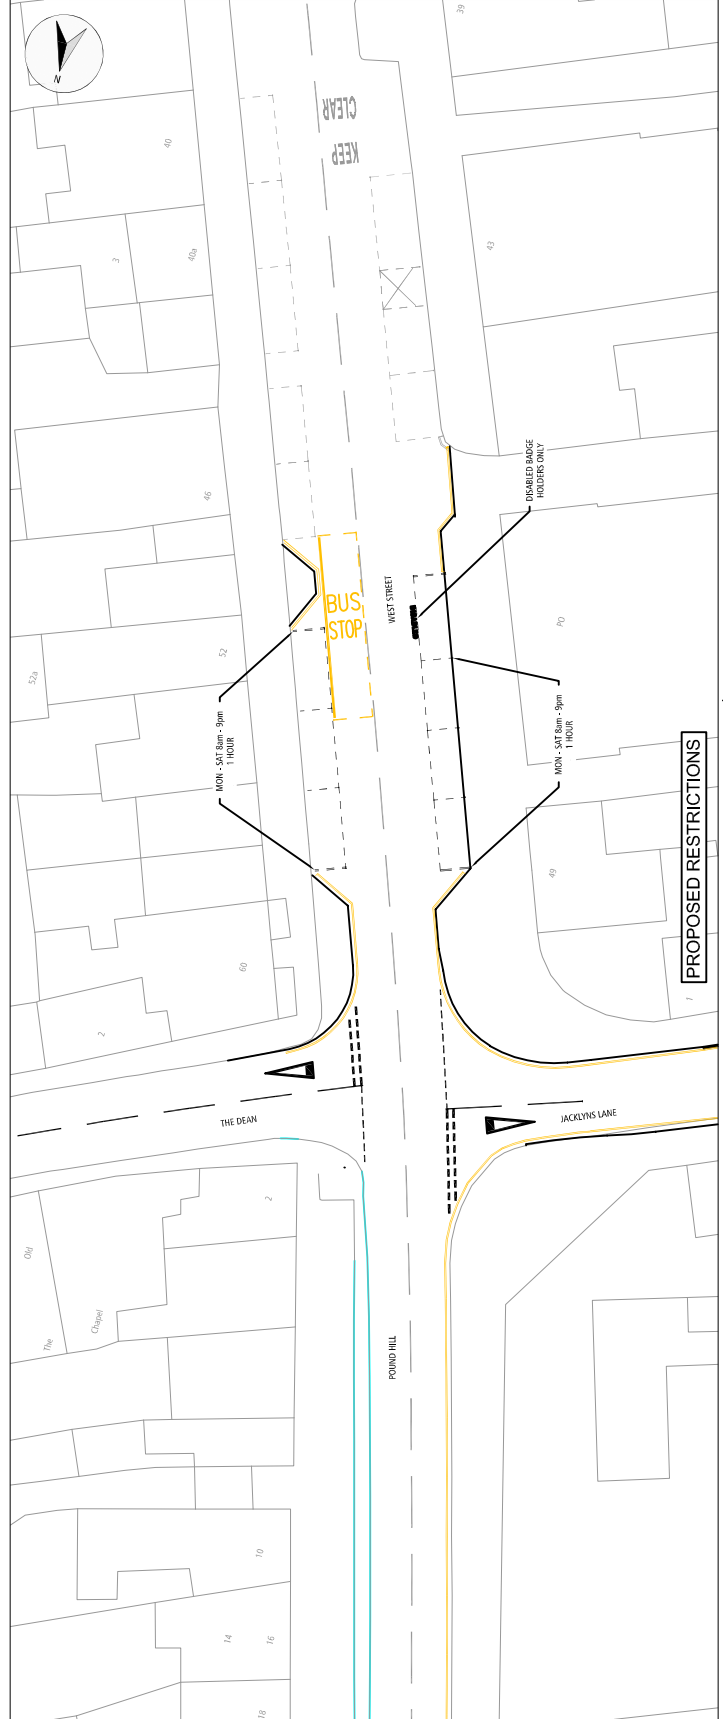 N
39
CLEAR
KEEP
40
3
40a
43
46
DISABLED BADGE
HOLDERS ONLY
BUS
STOP
WEST STREET
PO
52
52a
MON - SAT 8am - 9pm
1 HOUR
MON - SAT 8am - 9pm
1 HOUR
PROPOSED RESTRICTIONS
49
60
1
2
THE DEAN
JACKLYNS LANE
2
Old
Chapel
The
POUND HILL
10
14
16
18